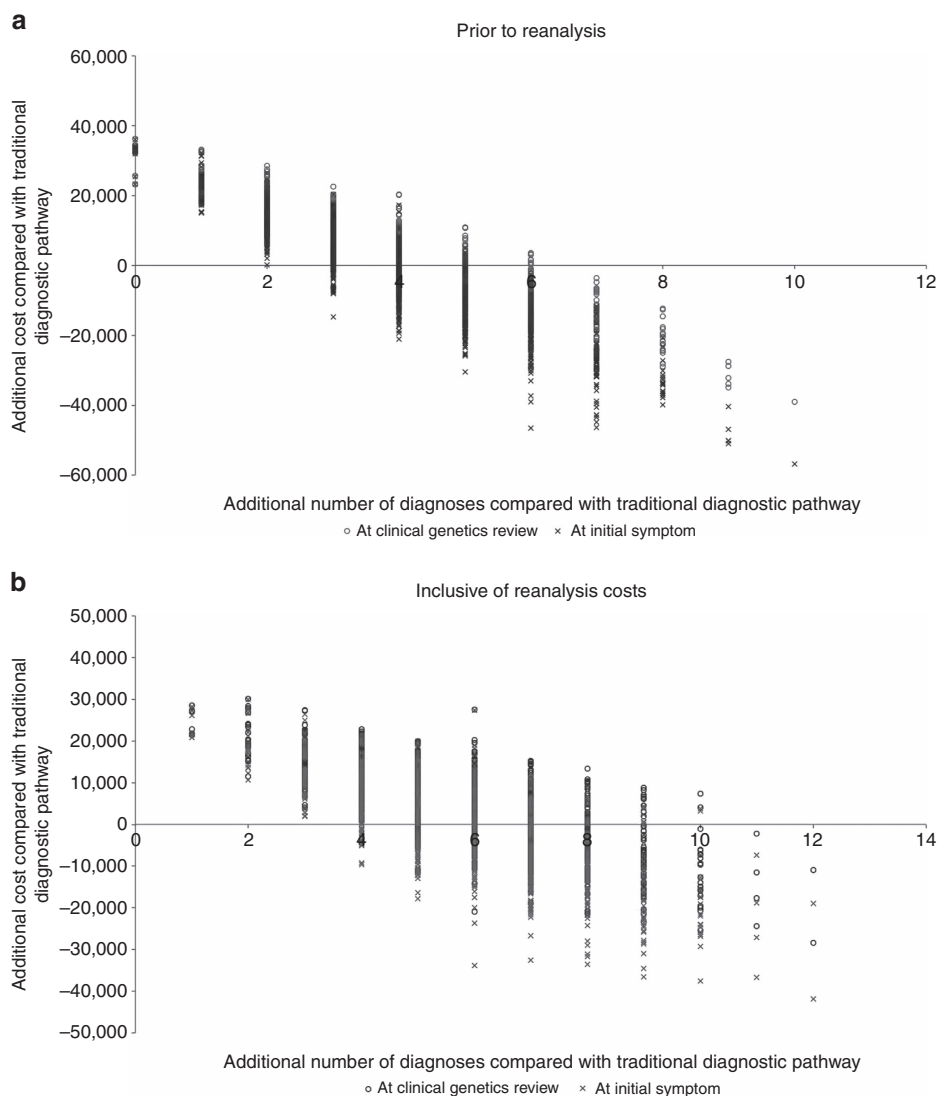 a
Prior to reanalysis
60,000
40,000
20,000
0
–20,000
–40,000
–60,000
0
2
4
6
8
10
12
Additional cost compared with traditional
diagnostic pathway
Additional number of diagnoses compared with traditional diagnostic pathway
At clinical genetics review
At initial symptom
b
Inclusive of reanalysis costs
50,000
40,000
30,000
20,000
10,000
0
–10,000
–20,000
–30,000
–40,000
–50,000
0
2
4
6
8
10
12
14
Additional cost compared with traditional
diagnostic pathway
Additional number of diagnoses compared with traditional diagnostic pathway
At clinical genetics review
At initial symptom